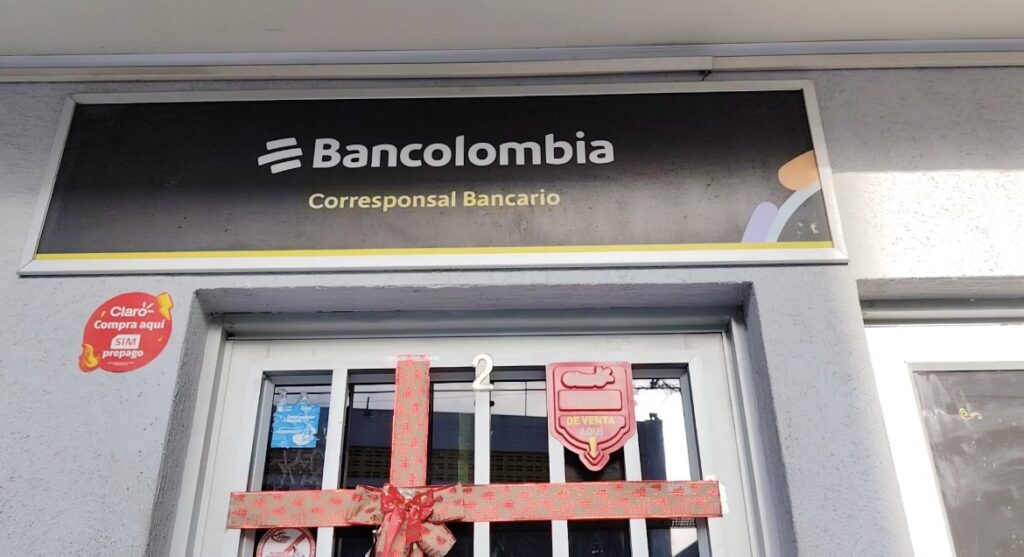 Bancolombia
Corresponsal Bancario
Claro
Compra aquí
SIM
prepago
2
DE VENTA
AQUÍ